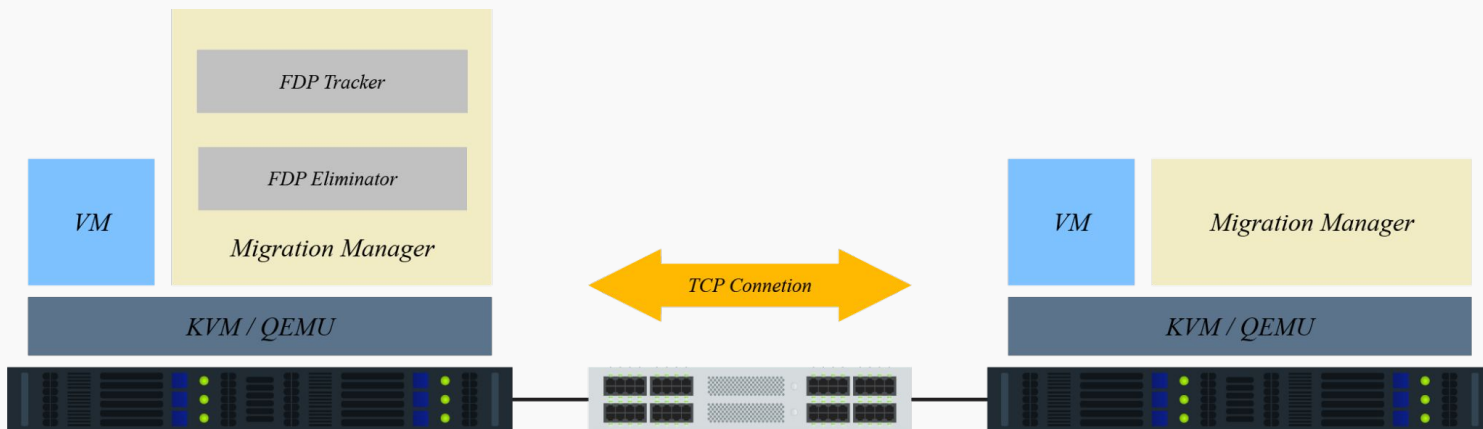 FDP Tracker
FDP Eliminator
VM
Migration Manager
KVM / QEMU
TCP Connetion
VM
Migration Manager
KVM / QEMU